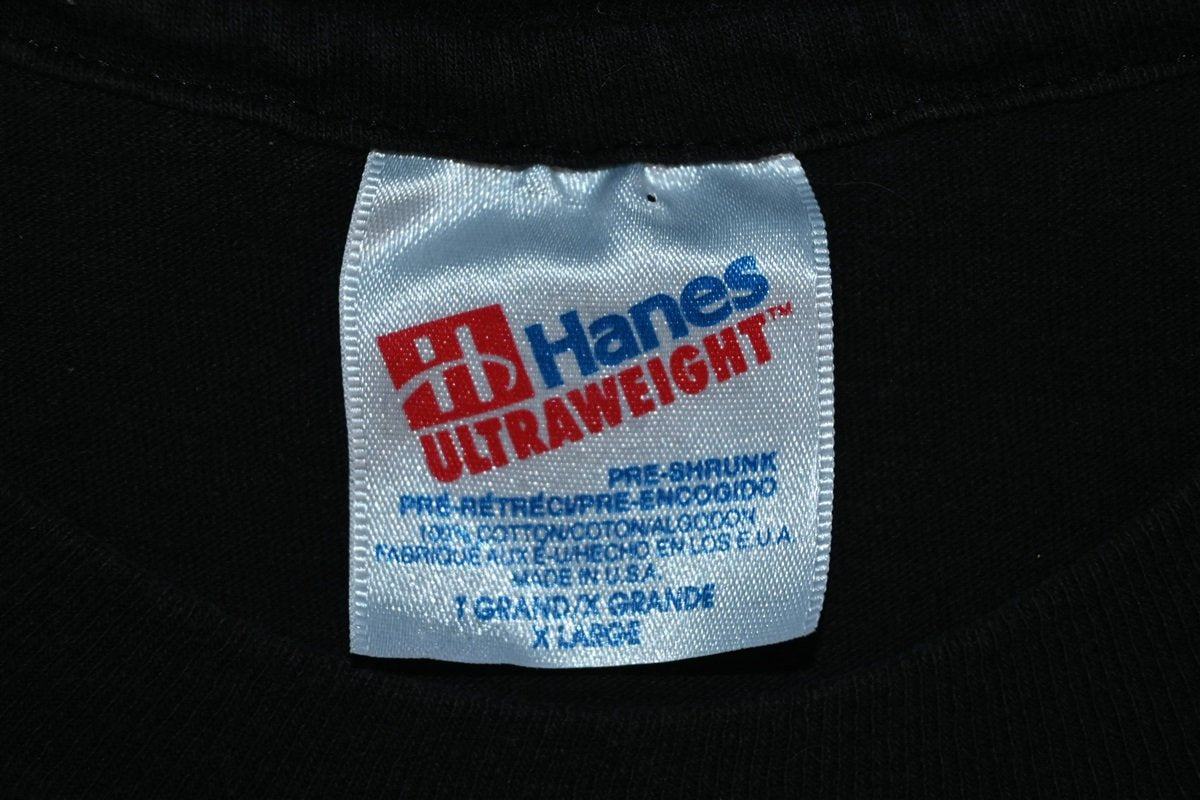 Hanes
ULTRAWEIGHT™
PRE-SHRUNK
PRÉ-RÉTRÉCI/PRE-ENCOGIDO
100% COTTON/COTON/ALGODON
FABRIQUE AUX É-U/HECHO EN LOS E.U.A.
MADE IN U.S.A.
T GRAND/X GRANDE
X LARGE